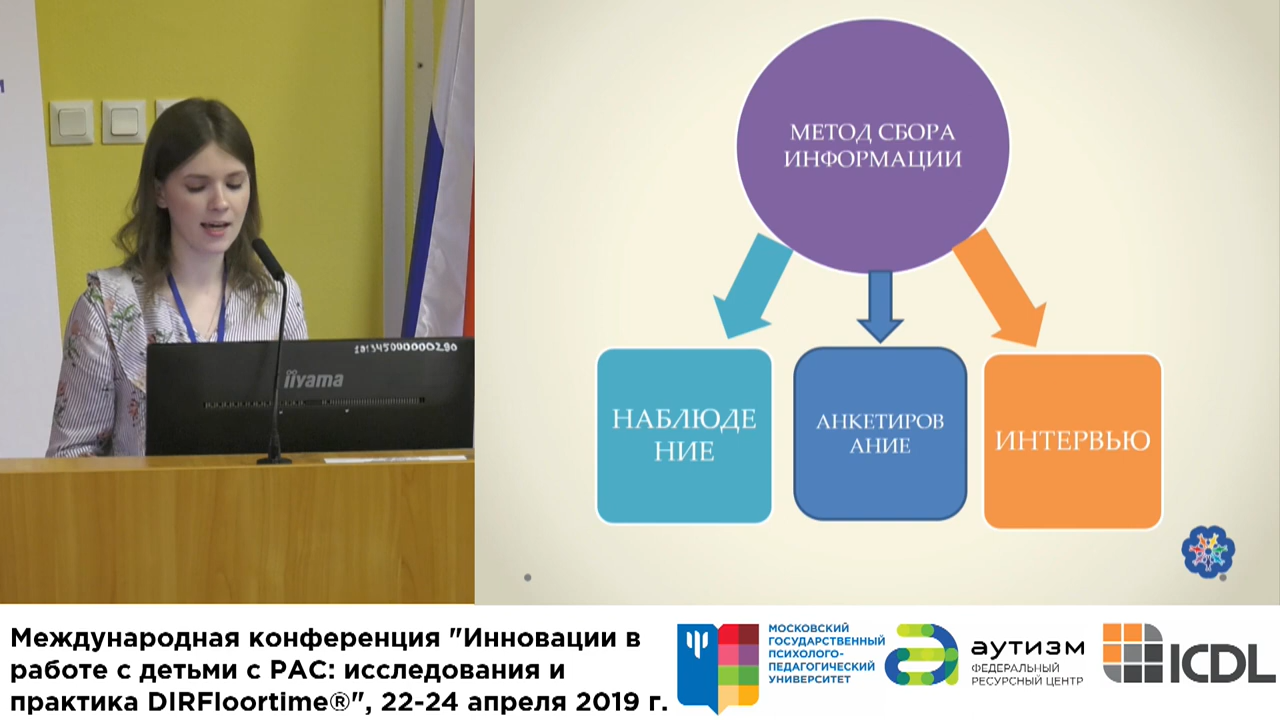 МЕТОД СБОРА
ИНФОРМАЦИИ
НАБЛЮДЕ
НИЕ
АНКЕТИРОВ
АНИЕ
ИНТЕРВЬЮ
iiyama
Международная конференция "Инновации в
работе с детьми с РАС: исследования и
практика DIRFloortime®", 22-24 апреля 2019 г.
МОСКОВСКИЙ
ГОСУДАРСТВЕННЫЙ
ПСИХОЛОГО-
ПЕДАГОГИЧЕСКИЙ
УНИВЕРСИТЕТ
аутизм
ФЕДЕРАЛЬНЫЙ
РЕСУРСНЫЙ ЦЕНТР
ICDL